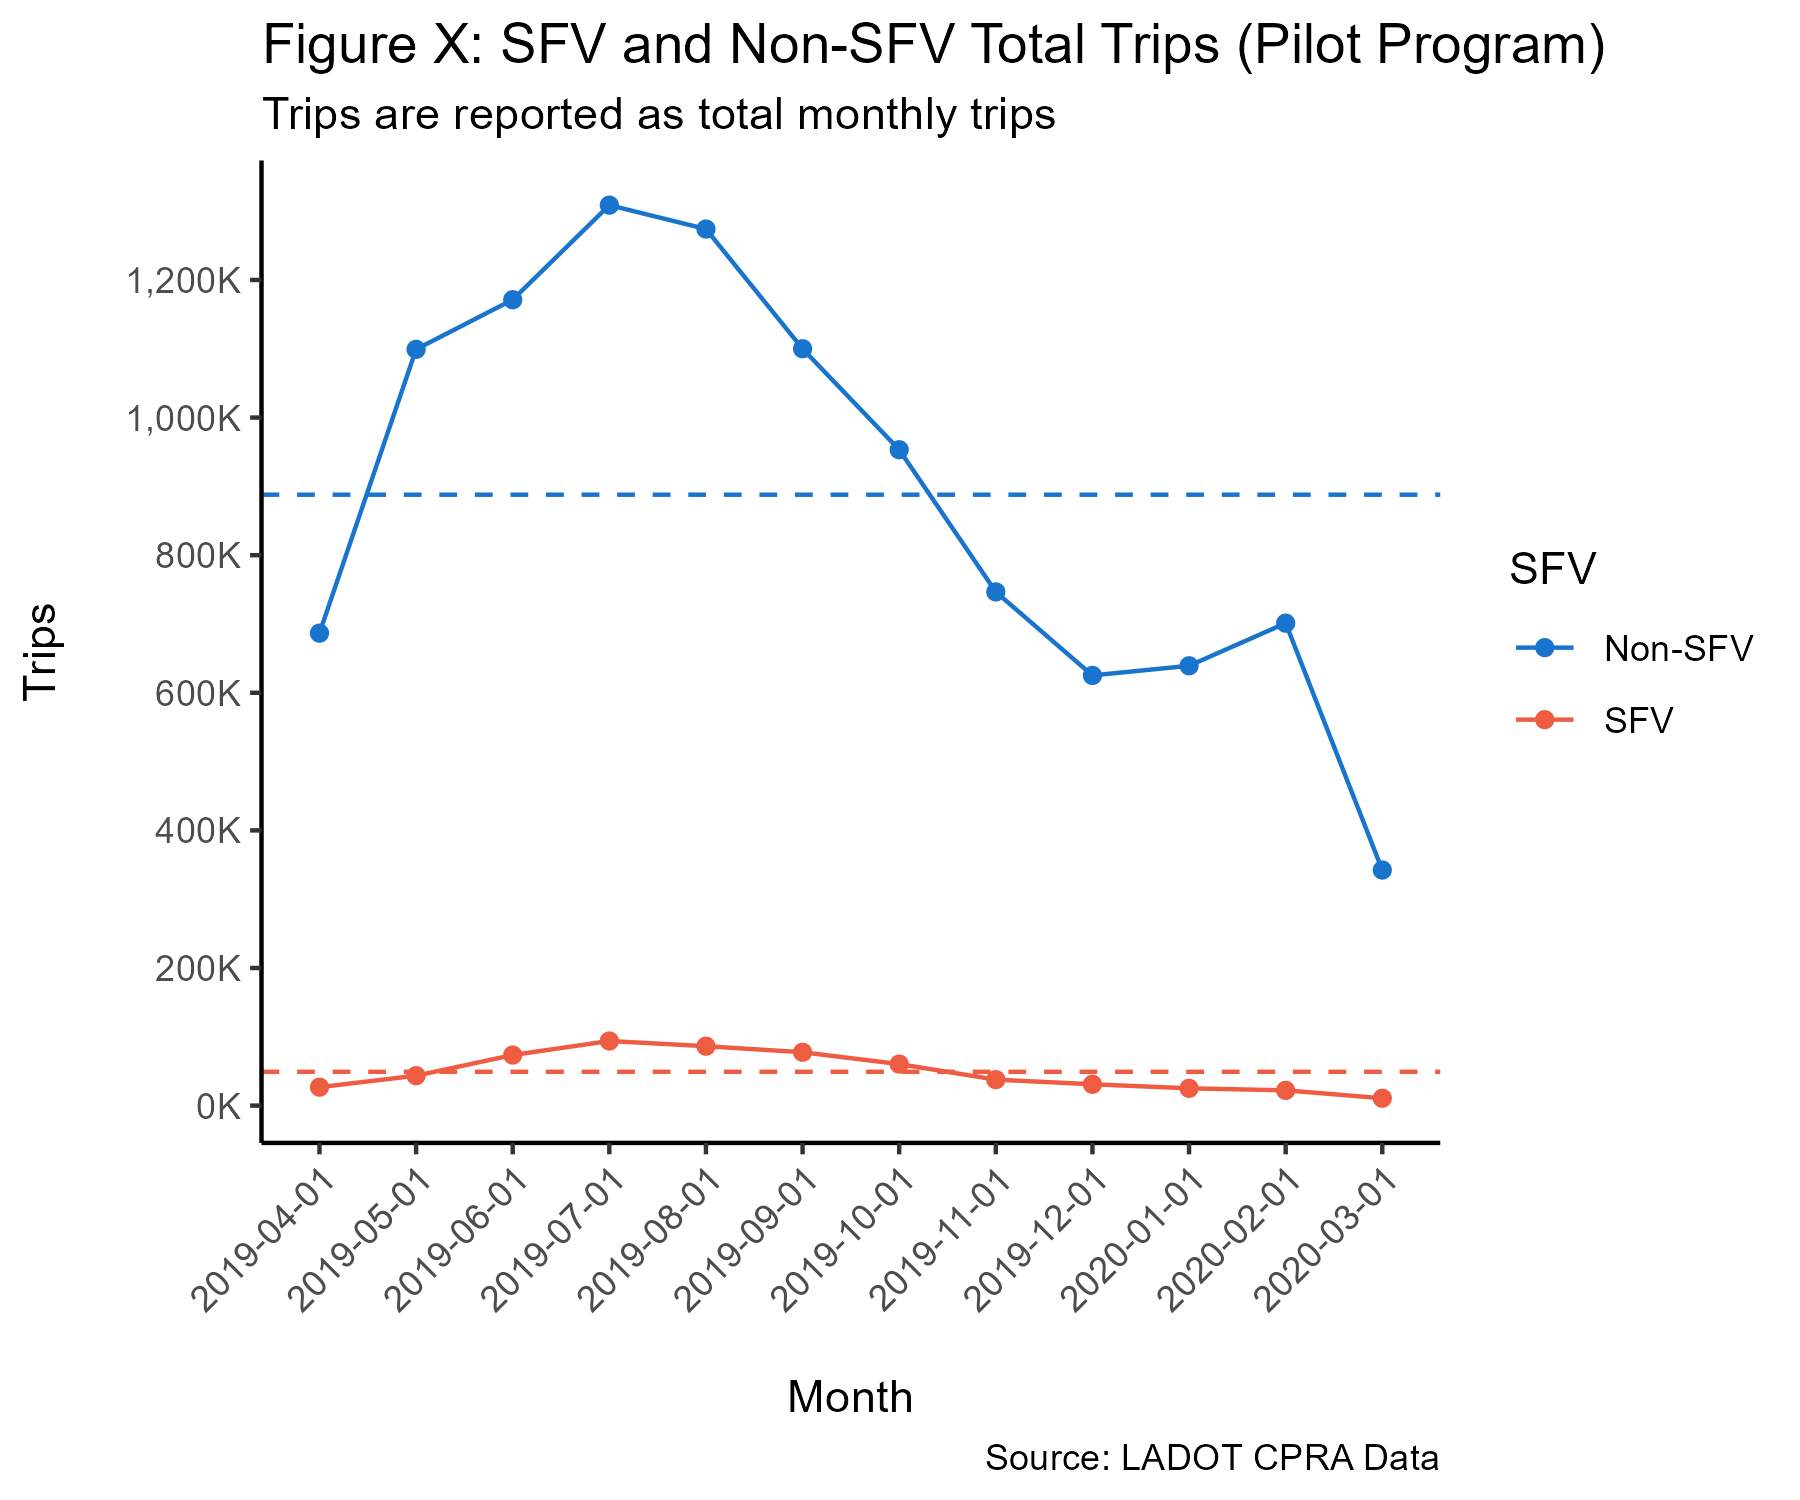 Figure X: SFV and Non-SFV Total Trips (Pilot Program)
Trips are reported as total monthly trips
1,200K
1,000K
800K
600K
400K
200K
0K
Trips
2019-04-01
2019-05-01
2019-06-01
2019-07-01
2019-08-01
2019-09-01
2019-10-01
2019-11-01
2019-12-01
2020-01-01
2020-02-01
2020-03-01
Month
SFV
Non-SFV
SFV
Source: LADOT CPRA Data